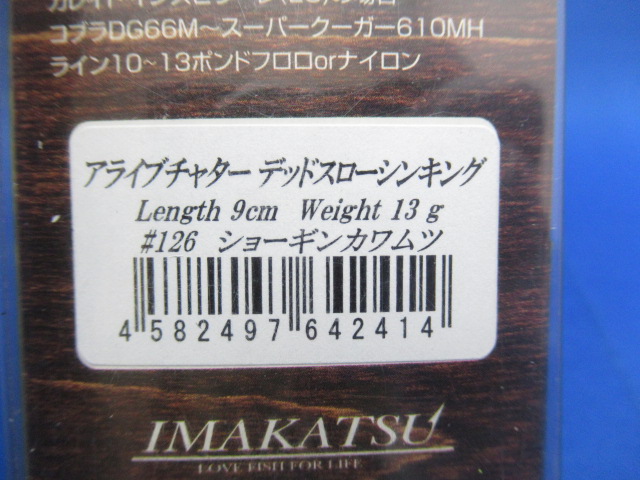 コブラDG66M～スーパークーガー610MH
ライン10～13ポンドフロロorナイロン
アライブチャター デッドスローシンキング
Length 9cm Weight 13 g
#126 ショーギンカワムツ
4 582497 642414
IMAKATSU
LOVE FISH FOR LIFE